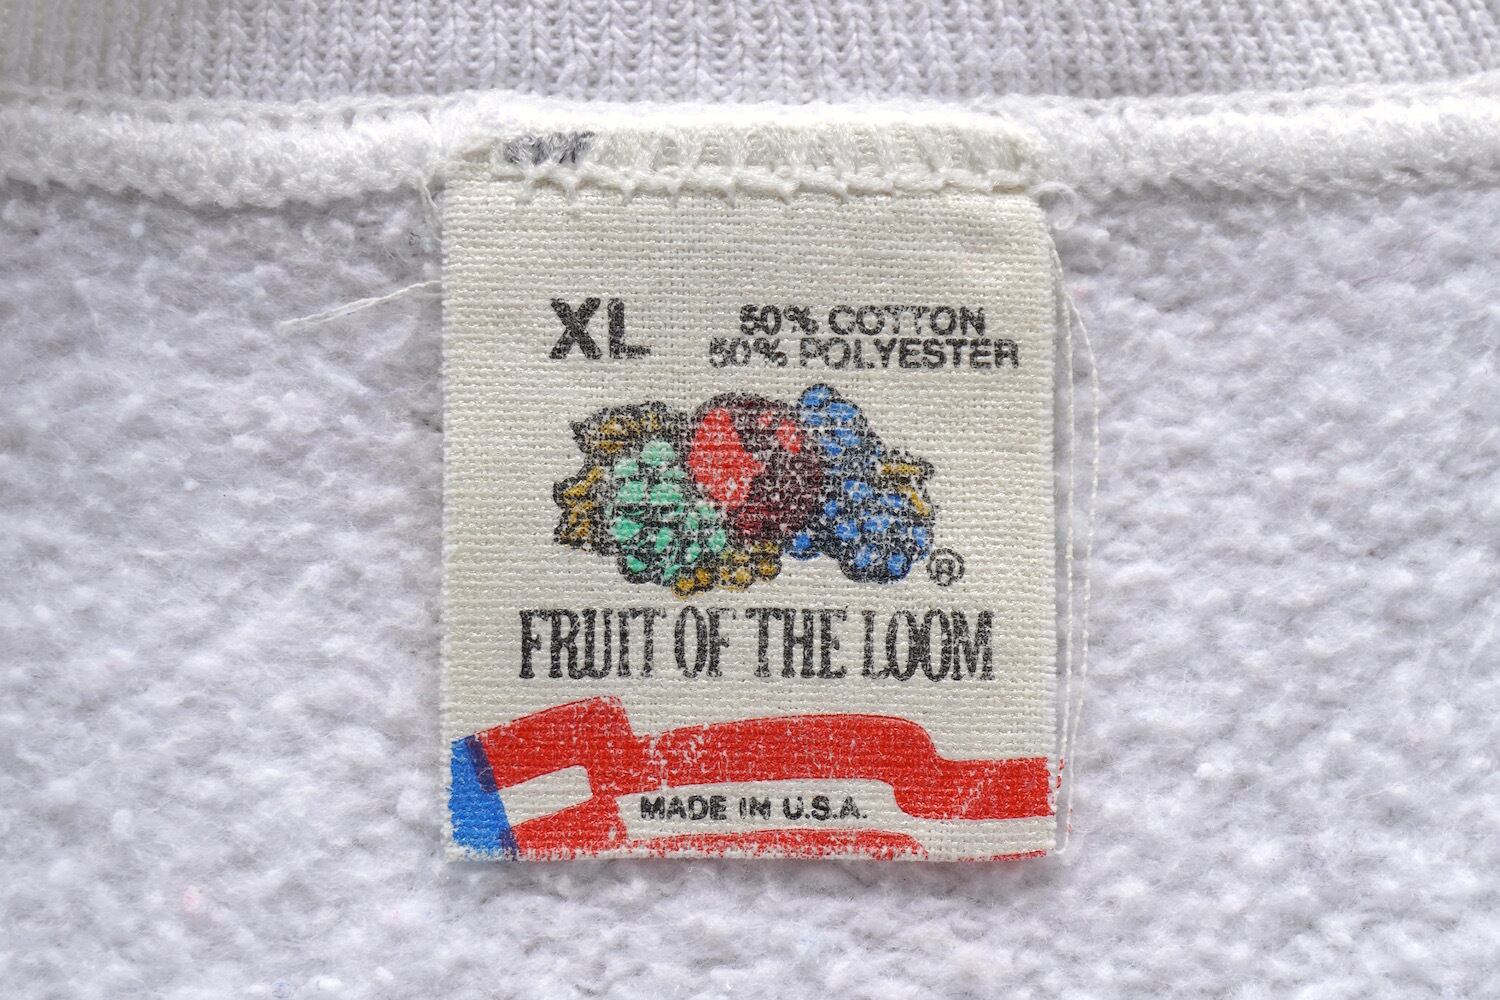 XL
50% COTTON
50% POLYESTER
®
FRUIT OF THE LOOM
MADE IN U.S.A.